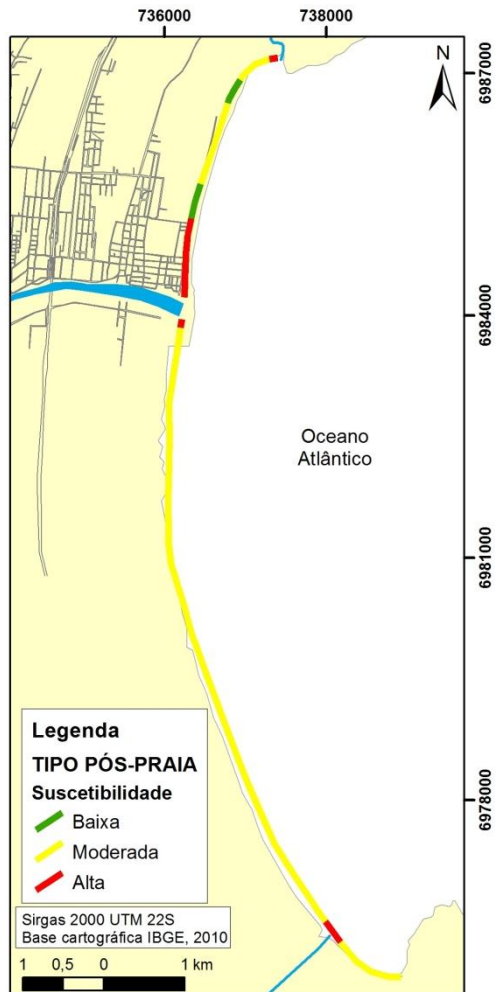 736000 738000
N
6987000
6984000
Oceano
Atlântico
6981000
6978000
Legenda
TIPO PÓS-PRAIA
Suscetibilidade
Baixa
Moderada
Alta
Sirgas 2000 UTM 22S
Base cartográfica IBGE, 2010
1 0,5 0 1 km